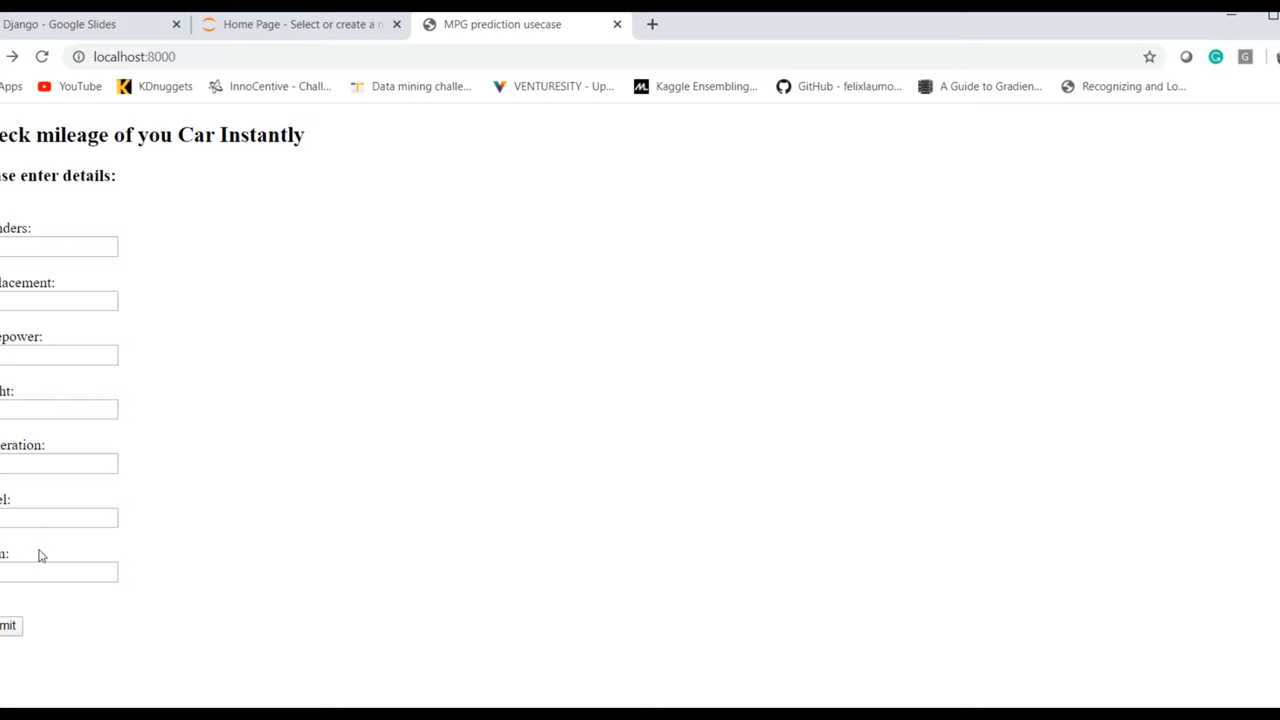 Django - Google Slides
Home Page - Select or create a n
MPG prediction usecase
localhost:8000
Apps
YouTube
KDnuggets
InnoCentive - Chall...
Data mining challe...
VENTURESITY - Up...
Kaggle Ensembling...
GitHub - felixlaumo...
A Guide to Gradien...
Recognizing and Lo...
eck mileage of you Car Instantly
ase enter details:
nders:
lacement:
epower:
ht:
eration:
el:
n:
mit